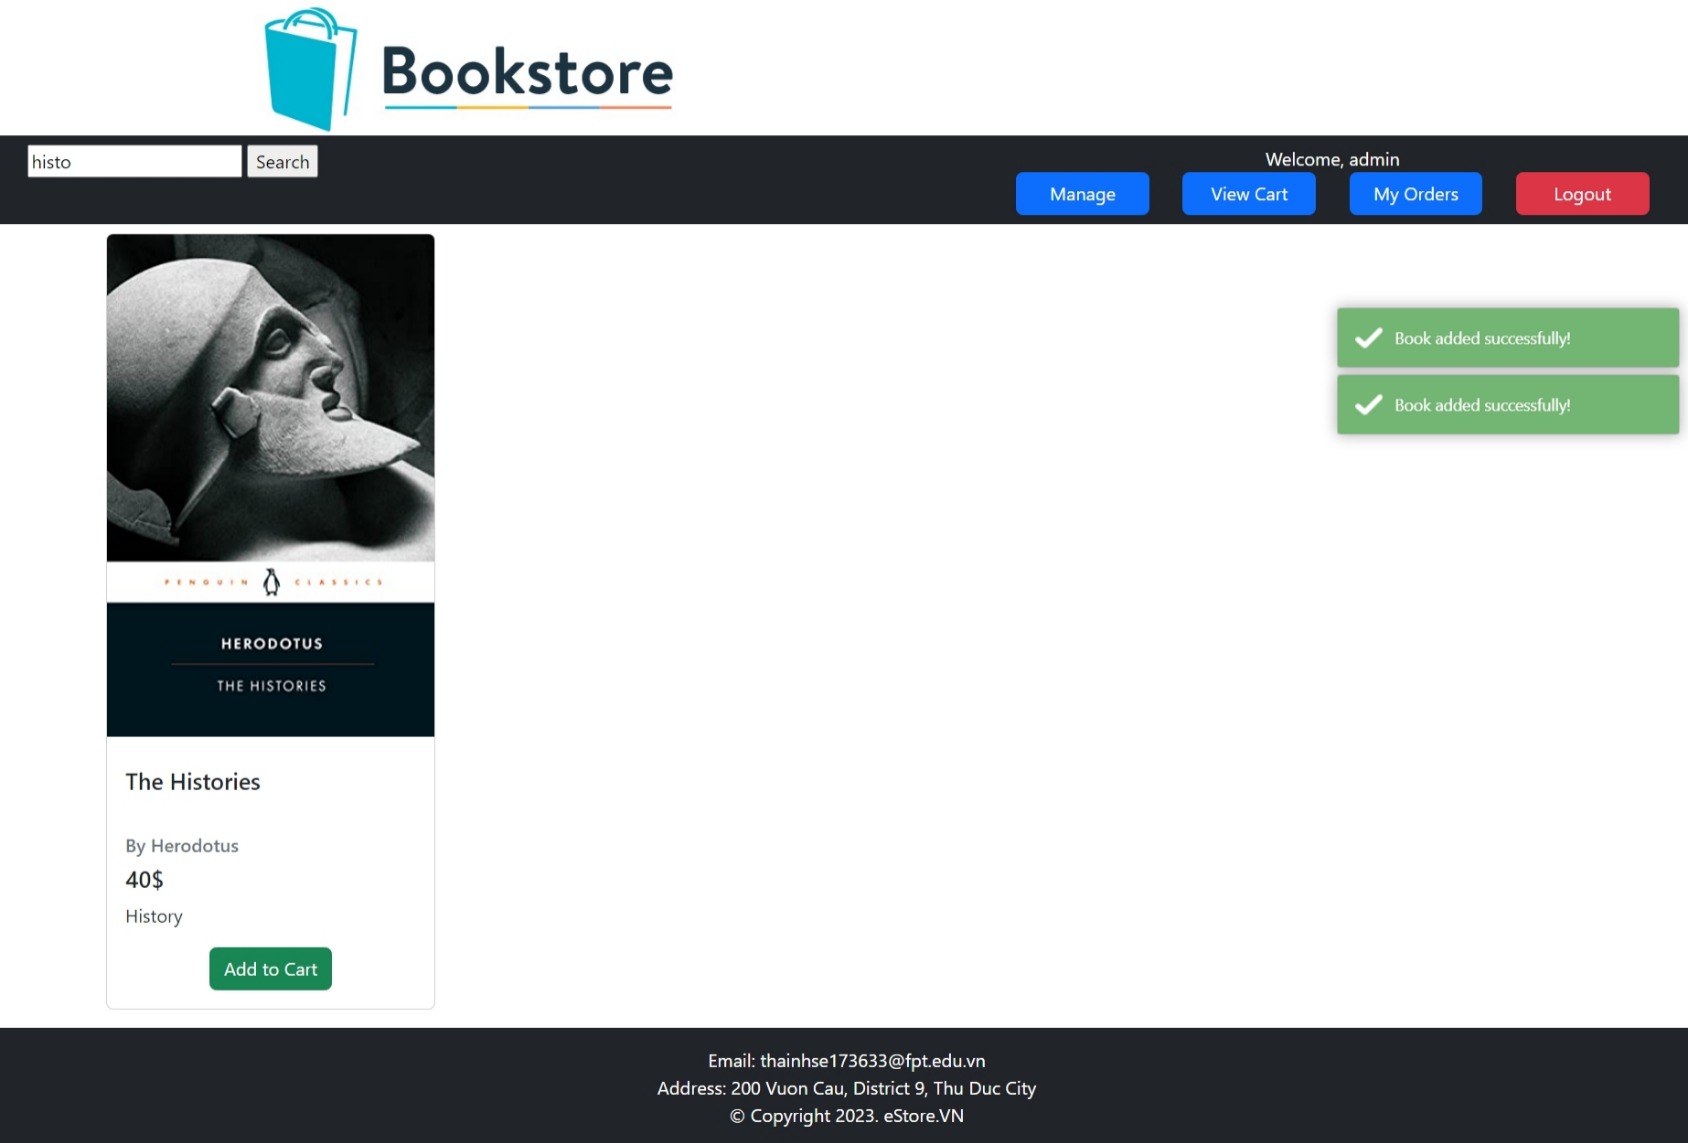 Bookstore
histo Search
Welcome, admin
Manage View Cart My Orders Logout
Book added successfully!
Book added successfully!
PENGUIN CLASSICS
HERODOTUS
THE HISTORIES
The Histories
By Herodotus
40$
History
Add to Cart
Email: thainhse173633@fpt.edu.vn
Address: 200 Vuon Cau, District 9, Thu Duc City
© Copyright 2023. eStore.VN